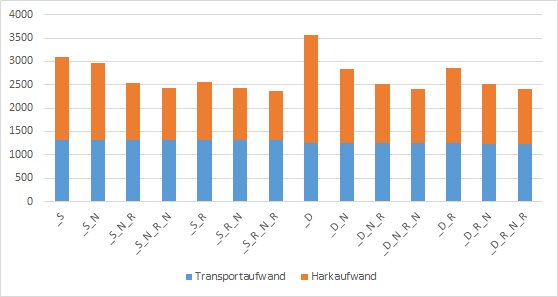 4000
3500
3000
2500
2000
1500
1000
500
0
_S
_S_N
_S_N_R
_S_N_R_N
_S_R
_S_R_N
_S_R_N_R
_D
_D_N
_D_N_R
_D_N_R_N
_D_R
_D_R_N
_D_R_N_R
Transportaufwand
Harkaufwand